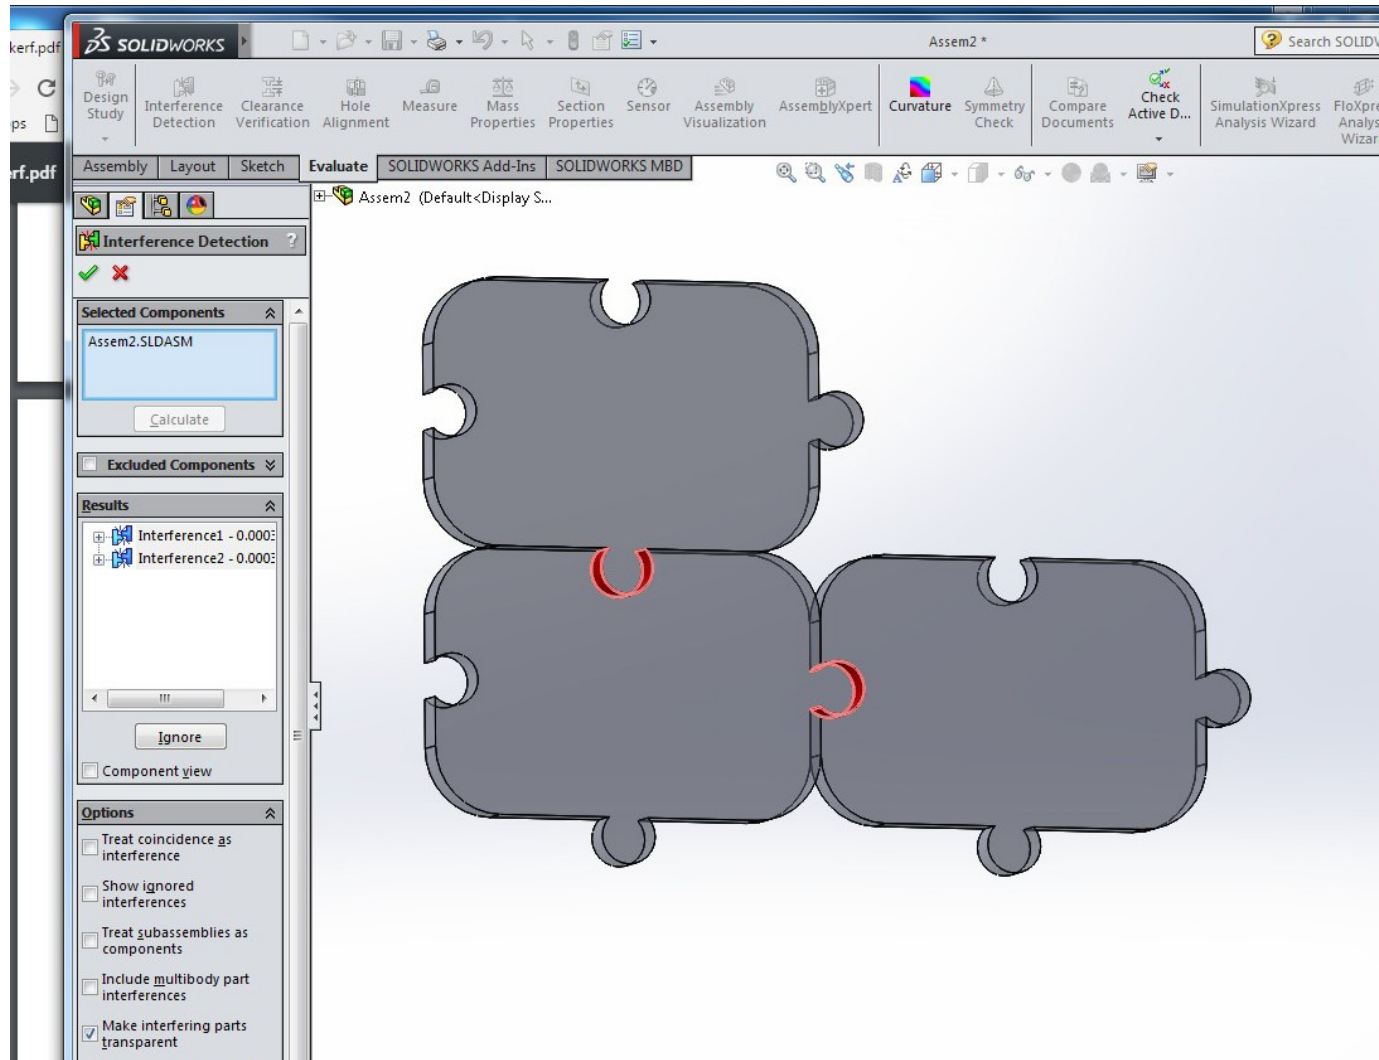 kerf.pdf
ps
erf.pdf
SOLIDWORKS
Assem2 *
Search SOLIDW
Design Study
Interference Detection
Clearance Verification
Hole Alignment
Measure
Mass Properties
Section Properties
Sensor
Assembly Visualization
AssemblyXpert
Curvature
Symmetry Check
Compare Documents
Check Active D...
SimulationXpress Analysis Wizard
FloXpre Analys Wizar
Assembly
Layout
Sketch
Evaluate
SOLIDWORKS Add-Ins
SOLIDWORKS MBD
Assem2 (Default<Display S...
Interference Detection ?
Selected Components
Assem2.SLDASM
Calculate
Excluded Components
Results
Interference1 - 0.0003
Interference2 - 0.0003
Ignore
Component view
Options
Treat coincidence as
interference
Show ignored
interferences
Treat subassemblies as
components
Include multibody part
interferences
Make interfering parts
transparent